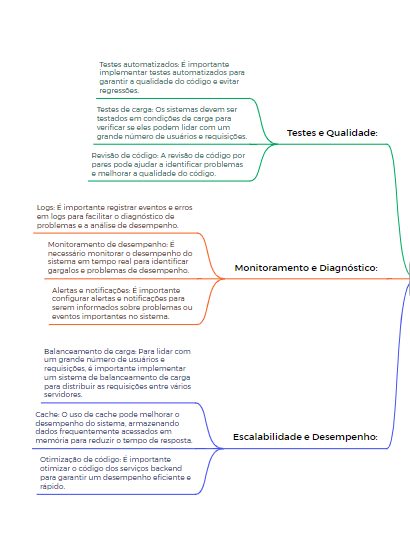 Testes automatizados: É importante
implementar testes automatizados para
garantir a qualidade do código e evitar
regressões.
Testes de carga: Os sistemas devem ser
testados em condições de carga para
verificar se eles podem lidar com um
grande número de usuários e requisições.
Revisão de código: A revisão de código por
pares pode ajudar a identificar problemas
e melhorar a qualidade do código.
Testes e Qualidade:
Logs: É importante registrar eventos e erros
em logs para facilitar o diagnóstico de
problemas e a análise de desempenho.
Monitoramento de desempenho: É
necessário monitorar o desempenho do
sistema em tempo real para identificar
gargalos e problemas de desempenho.
Alertas e notificações: É importante
configurar alertas e notificações para
serem informados sobre problemas ou
eventos importantes no sistema.
Monitoramento e Diagnóstico:
Balanceamento de carga: Para lidar com
um grande número de usuários e
requisições, é importante implementar
um sistema de balanceamento de carga
para distribuir as requisições entre vários
servidores.
Cache: O uso de cache pode melhorar o
desempenho do sistema, armazenando
dados frequentemente acessados em
memória para reduzir o tempo de resposta.
Otimização de código: É importante
otimizar o código dos serviços backend
para garantir um desempenho eficiente e
rápido.
Escalabilidade e Desempenho: